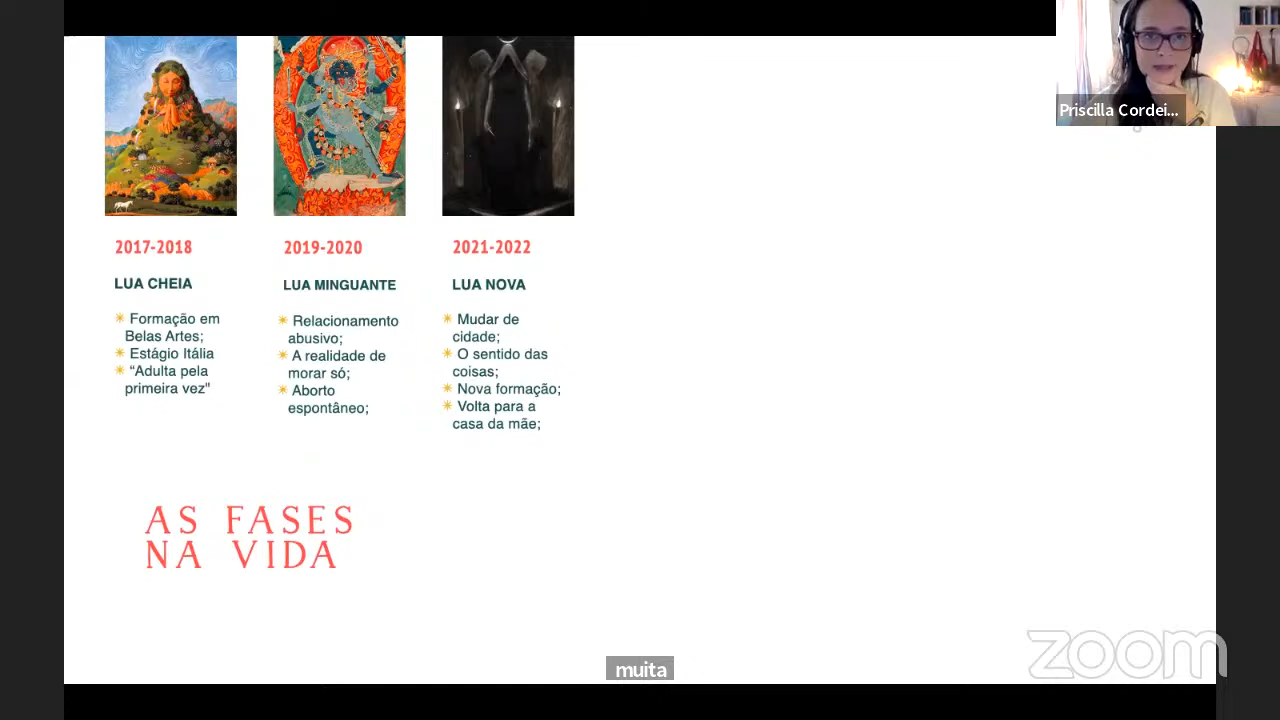 Priscilla Cordei...
2017-2018
LUA CHEIA
✴ Formação em
Belas Artes;
✴ Estágio Itália
✴ “Adulta pela
primeira vez"
2019-2020
LUA MINGUANTE
✴ Relacionamento
abusivo;
✴ A realidade de
morar só;
✴ Aborto
espontâneo;
2021-2022
LUA NOVA
✴ Mudar de
cidade;
✴ O sentido das
coisas;
✴ Nova formação;
✴ Volta para a
casa da mãe;
AS FASES
NA VIDA
zoom
muita